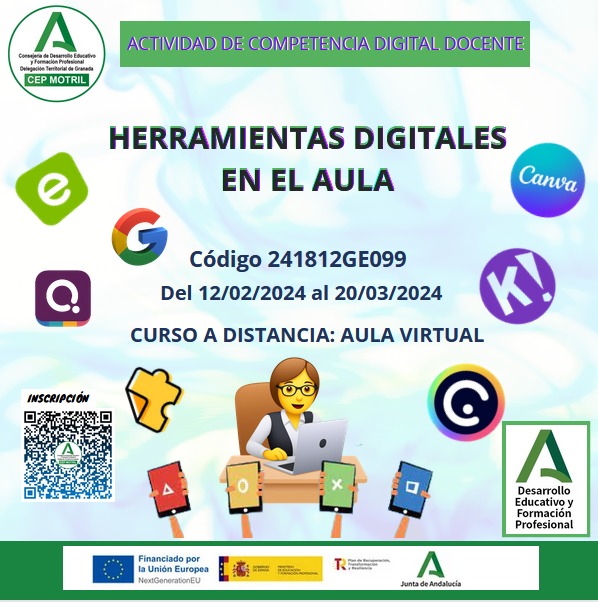 Consejería de Desarrollo Educativo
y Formación Profesional
Delegación Territorial de Granada
CEP MOTRIL
ACTIVIDAD DE COMPETENCIA DIGITAL DOCENTE
HERRAMIENTAS DIGITALES
EN EL AULA
Canva
Código 241812GE099
K!
Del 12/02/2024 al 20/03/2024
CURSO A DISTANCIA: AULA VIRTUAL
INSCRIPCIÓN
Desarrollo
Educativo y
Formación
Profesional
Financiado por
la Unión Europea
NextGenerationEU
GOBIERNO
DE ESPAÑA
MINISTERIO
DE EDUCACIÓN
Y FORMACIÓN PROFESIONAL
Plan de Recuperación,
Transformación
y Resiliencia
Junta de Andalucía